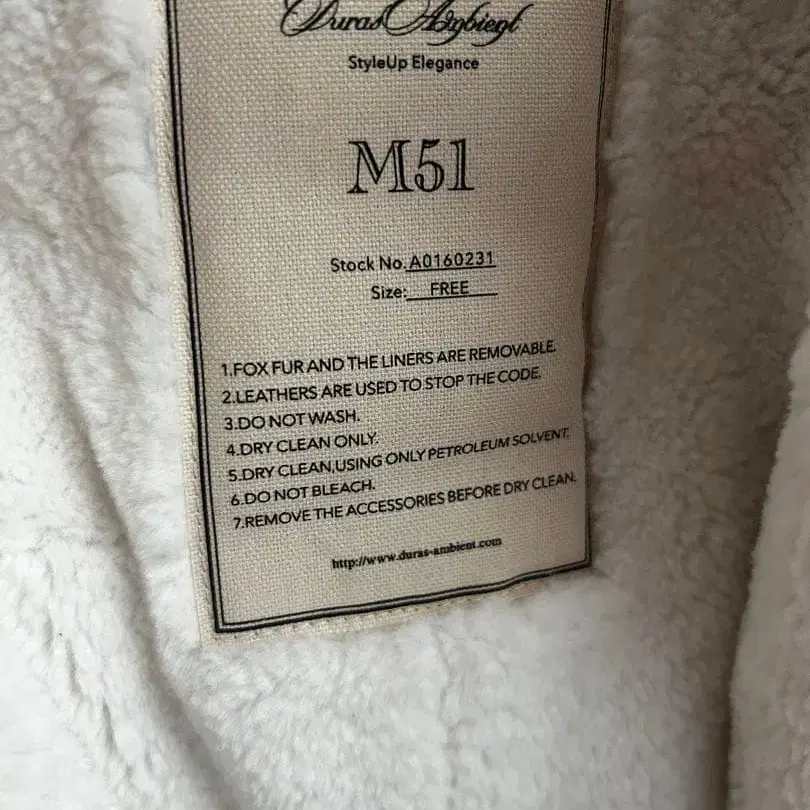 Duras Ambient
StyleUp Elegance
M51
Stock No. A0160231
Size: FREE
1.FOX FUR AND THE LINERS ARE REMOVABLE.
2.LEATHERS ARE USED TO STOP THE CODE.
3.DO NOT WASH.
4.DRY CLEAN ONLY.
5.DRY CLEAN,USING ONLY PETROLEUM SOLVENT.
6.DO NOT BLEACH.
7.REMOVE THE ACCESSORIES BEFORE DRY CLEAN.
http://www.duras-ambient.com